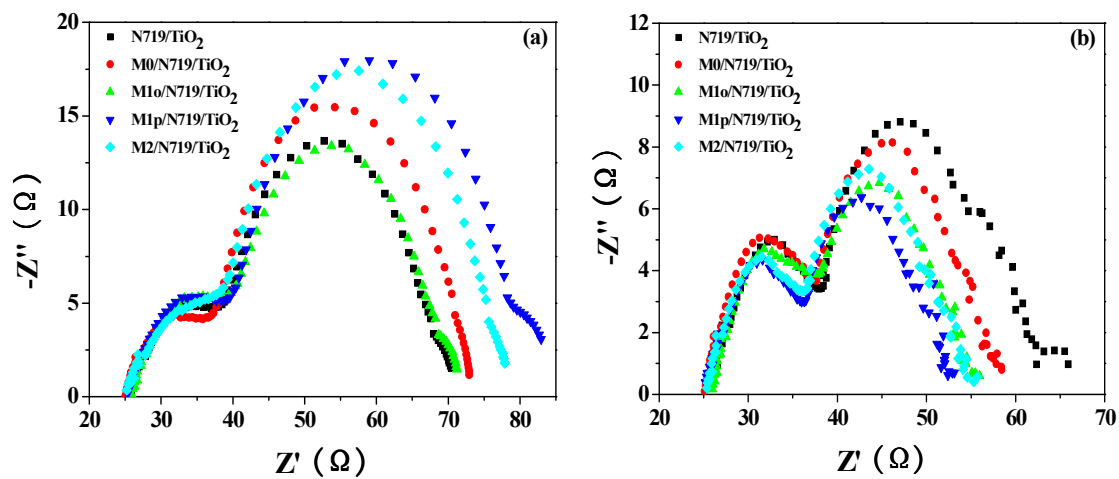 (a)
N719/TiO2
M0/N719/TiO2
M1o/N719/TiO2
M1p/N719/TiO2
M2/N719/TiO2
20
15
10
5
0
-Z'' (Ω)
20 30 40 50 60 70 80
Z' (Ω)
(b)
N719/TiO2
M0/N719/TiO2
M1o/N719/TiO2
M1p/N719/TiO2
M2/N719/TiO2
12
10
8
6
4
2
0
-Z'' (Ω)
20 30 40 50 60 70
Z' (Ω)